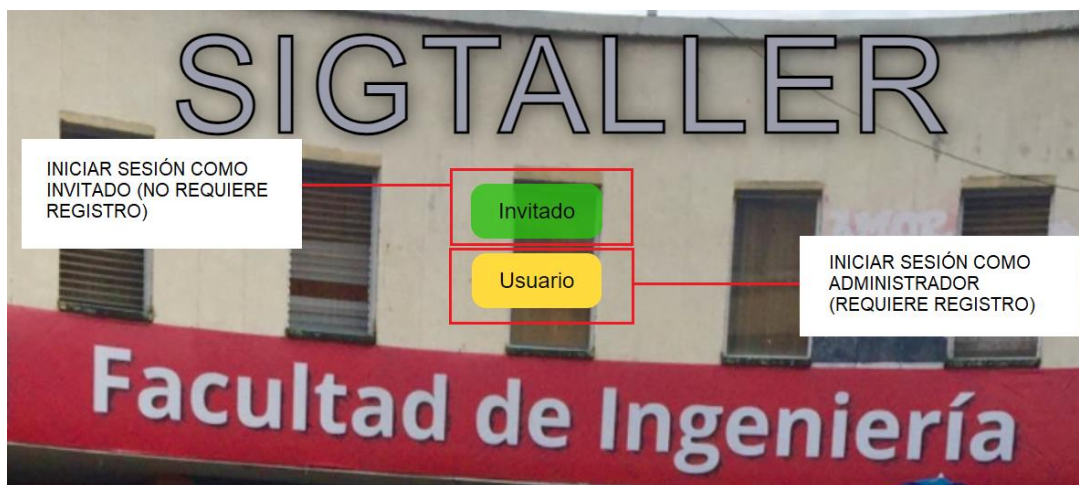 SIGTALLER
INICIAR SESIÓN COMO
INVITADO (NO REQUIERE
REGISTRO)
Invitado
Usuario
INICIAR SESIÓN COMO
ADMINISTRADOR
(REQUIERE REGISTRO)
Facultad de Ingeniería